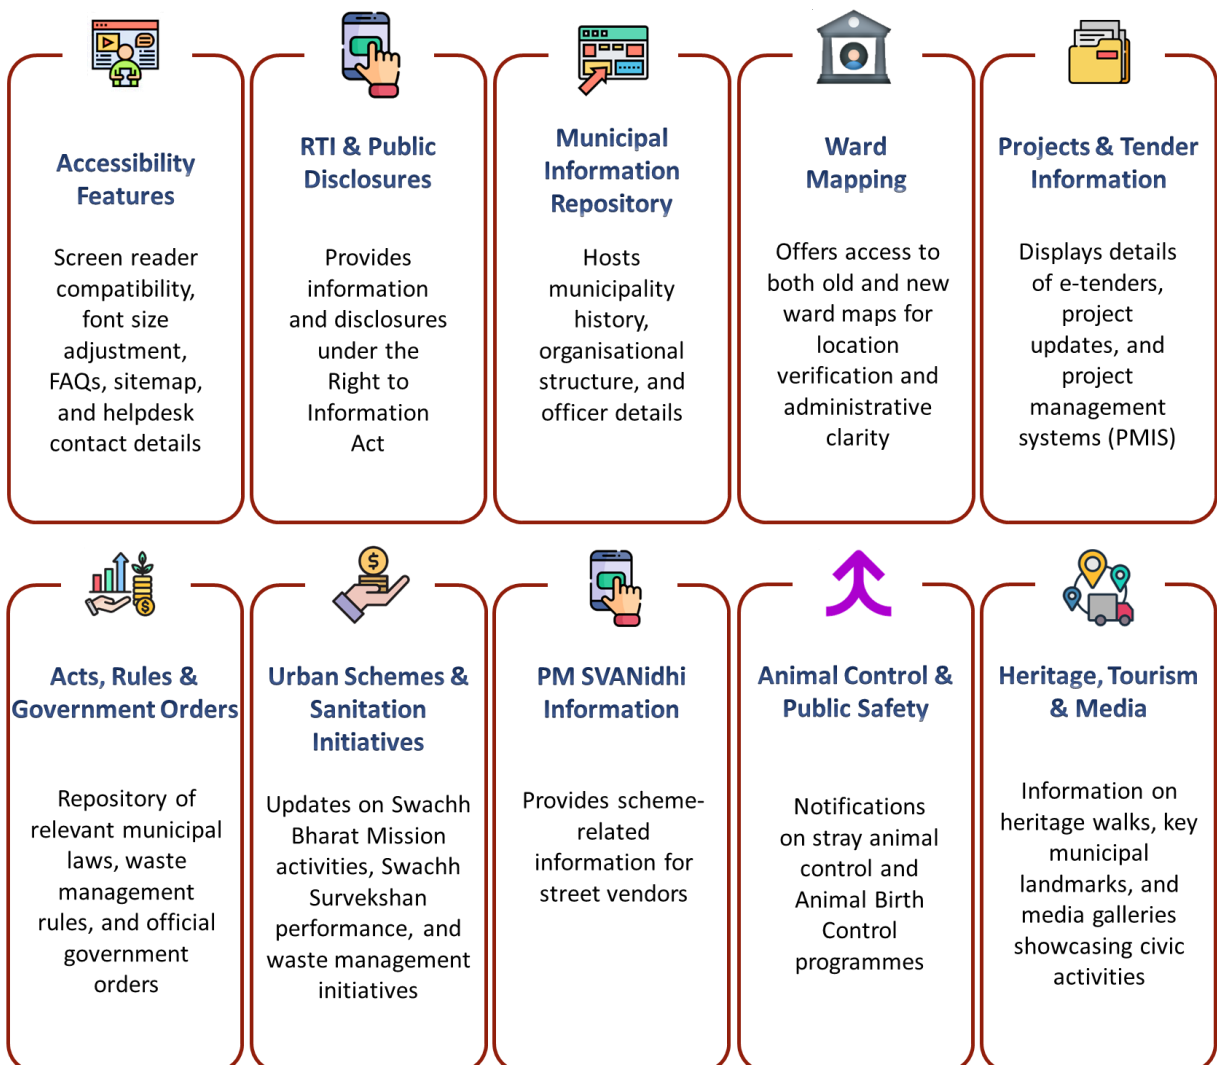 Accessibility
Features
Screen reader
compatibility,
font size
adjustment,
FAQs, sitemap,
and helpdesk
contact details
RTI & Public
Disclosures
Provides
information
and disclosures
under the
Right to
Information
Act
Municipal
Information
Repository
Hosts
municipality
history,
organisational
structure, and
officer details
Ward
Mapping
Offers access to
both old and new
ward maps for
location
verification and
administrative
clarity
Projects & Tender
Information
Displays details
of e-tenders,
project
updates, and
project
management
systems (PMIS)
Acts, Rules &
Government Orders
Repository of
relevant municipal
laws, waste
management
rules, and official
government
orders
Urban Schemes &
Sanitation
Initiatives
Updates on Swachh
Bharat Mission
activities, Swachh
Survekshan
performance, and
waste management
initiatives
PM SVANidhi
Information
Provides scheme-
related
information for
street vendors
Animal Control &
Public Safety
Notifications
on stray animal
control and
Animal Birth
Control
programmes
Heritage, Tourism
& Media
Information on
heritage walks, key
municipal
landmarks, and
media galleries
showcasing civic
activities